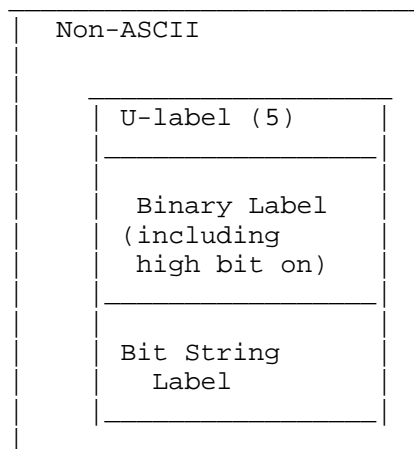 Non-ASCII
U-label (5)
Binary Label
(including
high bit on)
Bit String
Label